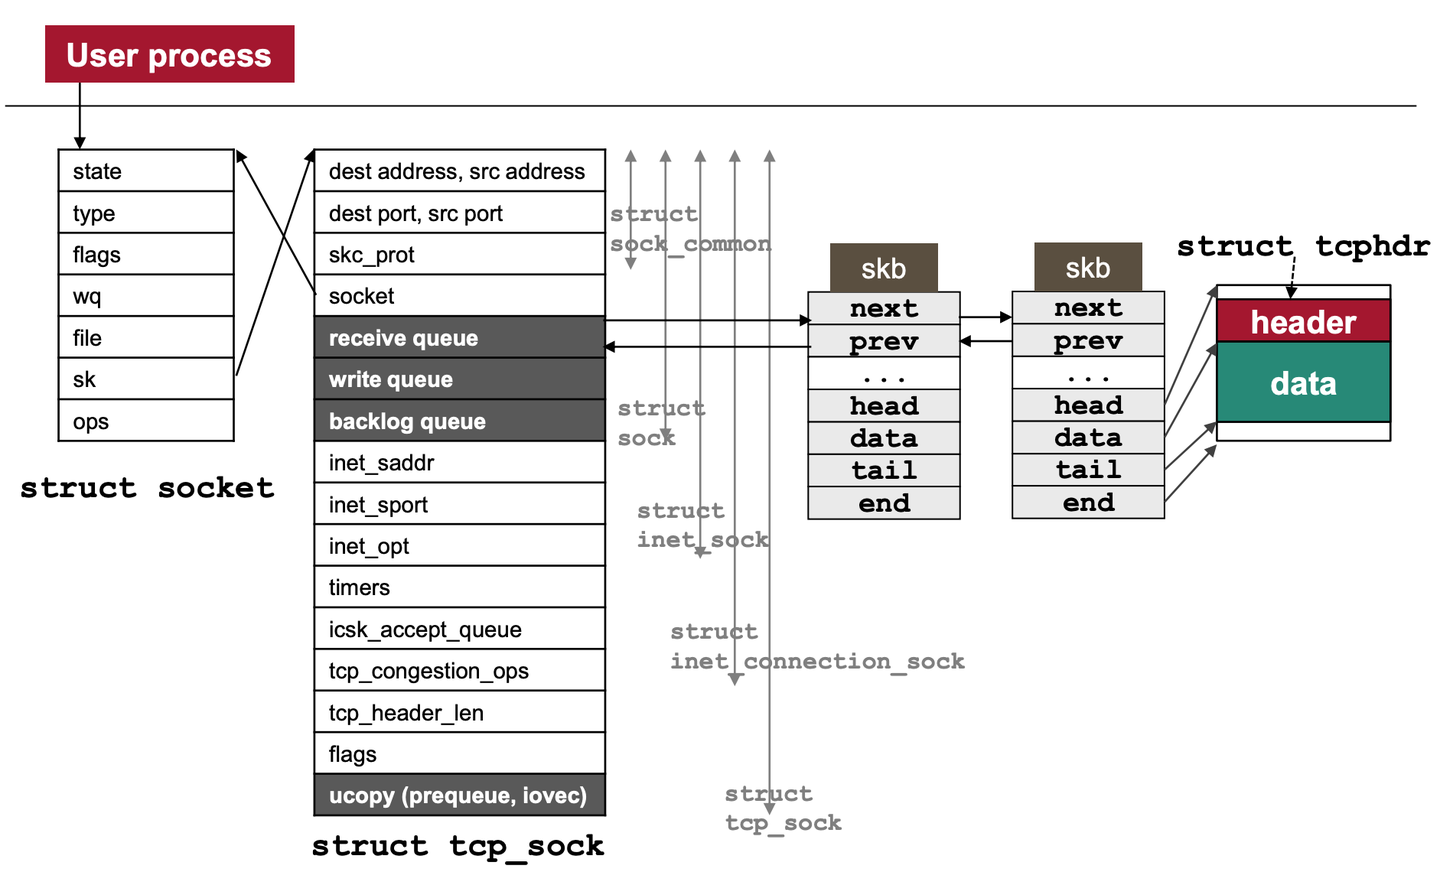 User process
state
type
flags
wq
file
sk
ops
struct socket
dest address, src address
dest port, src port
skc_prot
socket
receive queue
write queue
backlog queue
inet_saddr
inet_sport
inet_opt
timers
icsk_accept_queue
tcp_congestion_ops
tcp_header_len
flags
ucopy (prequeue, iovec)
struct tcp_sock
struct
sock_common
struct
sock
struct
inet_sock
struct
inet_connection_sock
struct
tcp_sock
skb
next
prev
...
head
data
tail
end
skb
next
prev
...
head
data
tail
end
struct tcphdr
header
data